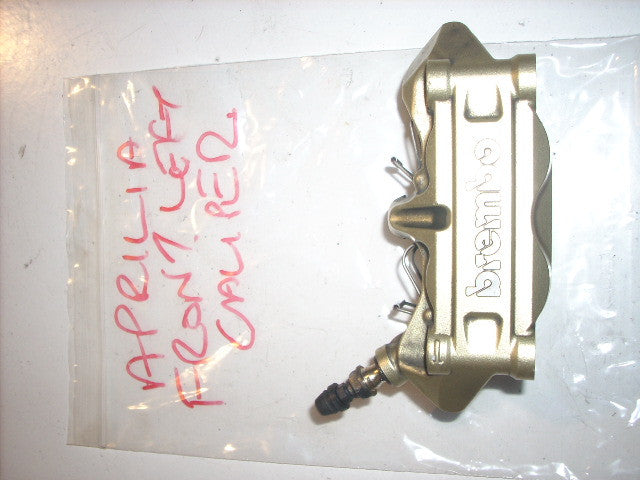 APRILIA
FRONT LEFT
CALIPER.
brembo